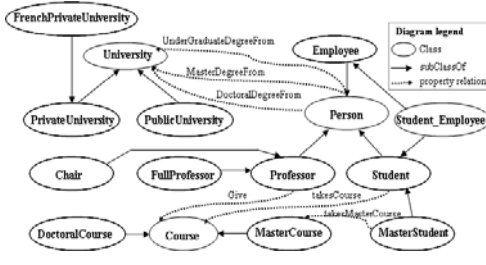 FrenchPrivateUniversity
UnderGraduateDegreeFrom
Employee
Diagram legend
Class
subClassOf
property relation
University
MasterDegreeFrom
DoctoralDegreeFrom
PrivateUniversity
PublicUniversity
Person
Student_Employee
Chair
FullProfessor
Professor
Student
Give
takesCourse
takesMasterCourse
DoctoralCourse
Course
MasterCourse
MasterStudent